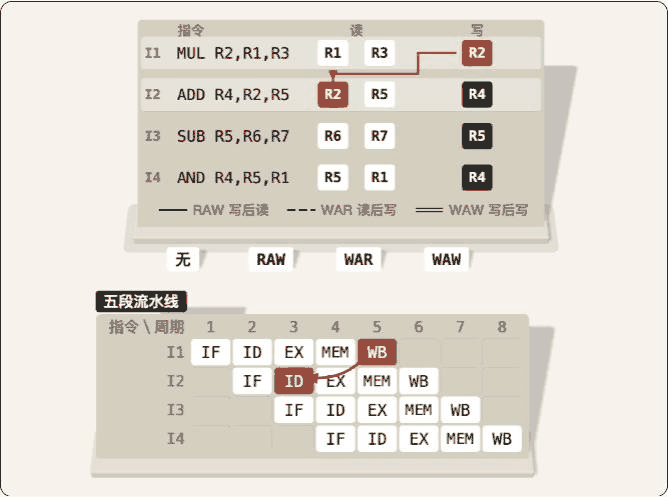 指令 读 写
I1 MUL R2,R1,R3 R1 R3 R2
I2 ADD R4,R2,R5 R2 R5 R4
I3 SUB R5,R6,R7 R6 R7 R5
I4 AND R4,R5,R1 R5 R1 R4
RAW 写后读 WAR 读后写 WAW 写后写
无 RAW WAR WAW
五段流水线
指令 \ 周期 1 2 3 4 5 6 7 8
I1 IF ID EX MEM WB
I2 IF ID EX MEM WB
I3 IF ID EX MEM WB
I4 IF ID EX MEM WB